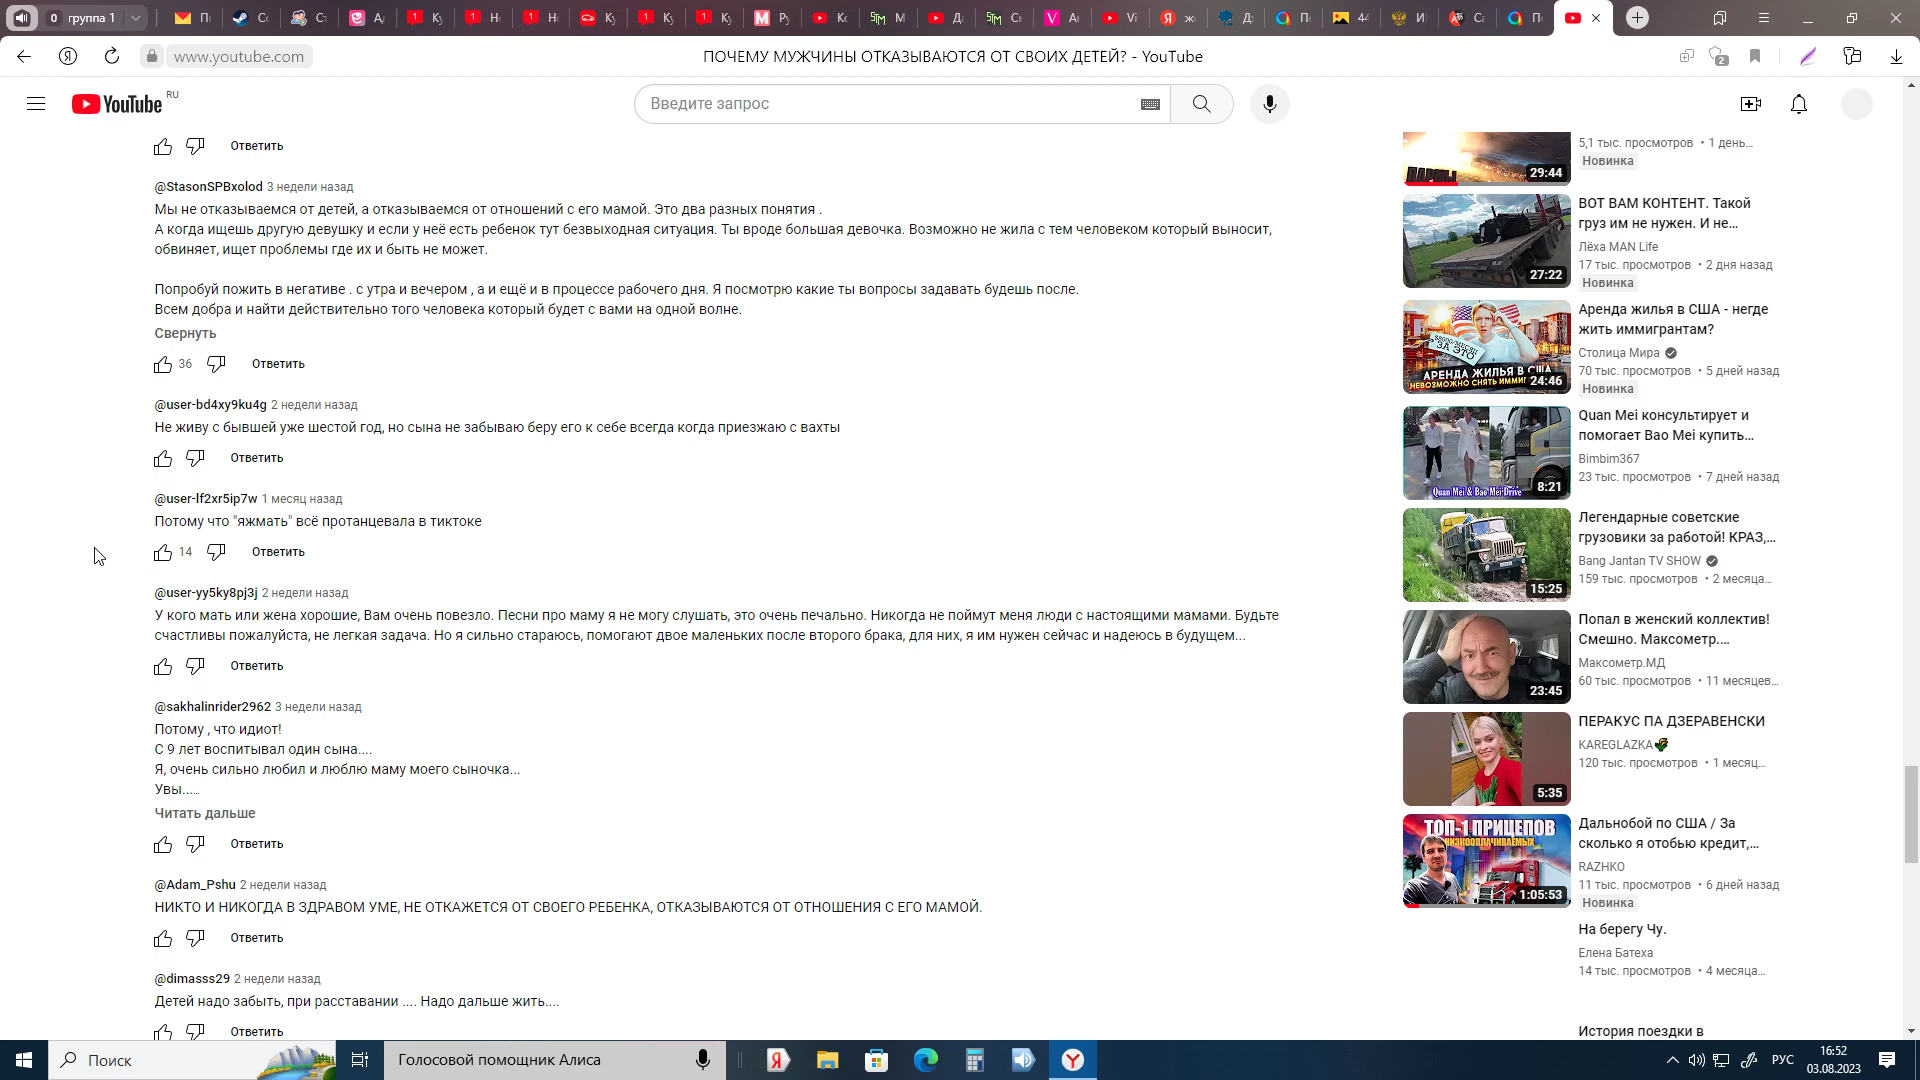 0 группа 1
www.youtube.com
ПОЧЕМУ МУЖЧИНЫ ОТКАЗЫВАЮТСЯ ОТ СВОИХ ДЕТЕЙ? - YouTube
2
YouTube RU
Введите запрос
Ответить
@StasonSPBxolod 3 недели назад
Мы не отказываемся от детей, а отказываемся от отношений с его мамой. Это два разных понятия .
А когда ищешь другую девушку и если у неё есть ребенок тут безвыходная ситуация. Ты вроде большая девочка. Возможно не жила с тем человеком который выносит,
обвиняет, ищет проблемы где их и быть не может.
Попробуй пожить в негативе . с утра и вечером , а и ещё и в процессе рабочего дня. Я посмотрю какие ты вопросы задавать будешь после.
Всем добра и найти действительно того человека который будет с вами на одной волне.
Свернуть
36 Ответить
@user-bd4xy9ku4g 2 недели назад
Не живу с бывшей уже шестой год, но сына не забываю беру его к себе всегда когда приезжаю с вахты
Ответить
@user-lf2xr5ip7w 1 месяц назад
Потому что "яжмать" всё протанцевала в тиктоке
14 Ответить
@user-yy5ky8pj3j 2 недели назад
У кого мать или жена хорошие, Вам очень повезло. Песни про маму я не могу слушать, это очень печально. Никогда не поймут меня люди с настоящими мамами. Будьте
счастливы пожалуйста, не легкая задача. Но я сильно стараюсь, помогают двое маленьких после второго брака, для них, я им нужен сейчас и надеюсь в будущем...
Ответить
@sakhalinrider2962 3 недели назад
Потому , что идиот!
С 9 лет воспитывал один сына....
Я, очень сильно любил и люблю маму моего сыночка...
Увы......
Читать дальше
Ответить
@Adam_Pshu 2 недели назад
НИКТО И НИКОГДА В ЗДРАВОМ УМЕ, НЕ ОТКАЖЕТСЯ ОТ СВОЕГО РЕБЕНКА, ОТКАЗЫВАЮТСЯ ОТ ОТНОШЕНИЯ С ЕГО МАМОЙ.
Ответить
@dimasss29 2 недели назад
Детей надо забыть, при расставании .... Надо дальше жить....
Ответить
29:44
5,1 тыс. просмотров • 1 день...
Новинка
27:22
ВОТ ВАМ КОНТЕНТ. Такой
груз им не нужен. И не...
Лёха MAN Life
17 тыс. просмотров • 2 дня назад
Новинка
$8000/МЕСЯЦ
ЗА ЭТО
АРЕНДА ЖИЛЬЯ В США
24:46
Аренда жилья в США - негде
жить иммигрантам?
Столица Мира
70 тыс. просмотров • 5 дней назад
Новинка
Quan Mei & Bao Mei Drive
8:21
Quan Mei консультирует и
помогает Bao Mei купить...
Bimbim367
23 тыс. просмотров • 7 дней назад
15:25
Легендарные советские
грузовики за работой! КРАЗ,...
Bang Jantan TV SHOW
159 тыс. просмотров • 2 месяца...
23:45
Попал в женский коллектив!
Смешно. Максометр....
Максометр.МД
60 тыс. просмотров • 11 месяцев...
5:35
ПЕРАКУС ПА ДЗЕРАВЕНСКИ
KAREGLAZKA
120 тыс. просмотров • 1 месяц...
ТОП-1 ПРИЦЕПОВ
НИЗКООПЛАЧИВАЕМЫХ
1:05:53
Дальнобой по США / За
сколько я отобью кредит,...
RAZHKO
11 тыс. просмотров • 6 дней назад
Новинка
На берегу Чу.
Елена Батеха
14 тыс. просмотров • 4 месяца...
История поездки в
Поиск
Голосовой помощник Алиса
РУС
16:52
03.08.2023